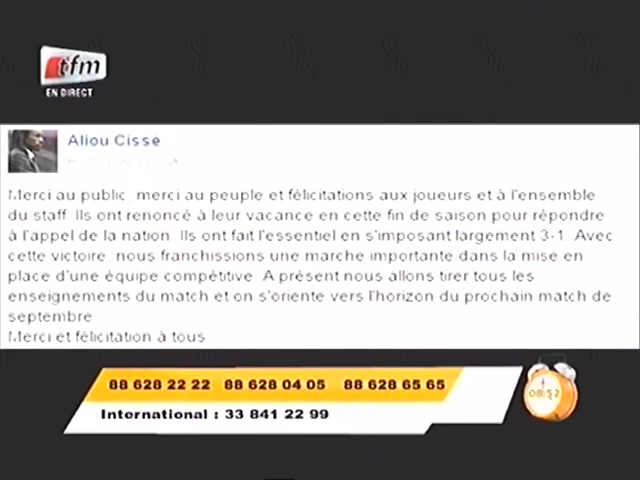 tfm
EN DIRECT
Aliou Cisse
Merci au public, merci au peuple et félicitations aux joueurs et à l'ensemble
du staff. Ils ont renoncé à leur vacance en cette fin de saison pour répondre
à l'appel de la nation. Ils ont fait l'essentiel en s'imposant largement 3-1. Avec
cette victoire, nous franchissions une marche importante dans la mise en
place d'une équipe compétitive. A présent nous allons tirer tous les
enseignements du match et on s'oriente vers l'horizon du prochain match de
septembre
Merci et félicitation à tous
88 628 22 22 88 628 04 05 88 628 65 65
International : 33 841 22 99
08:52